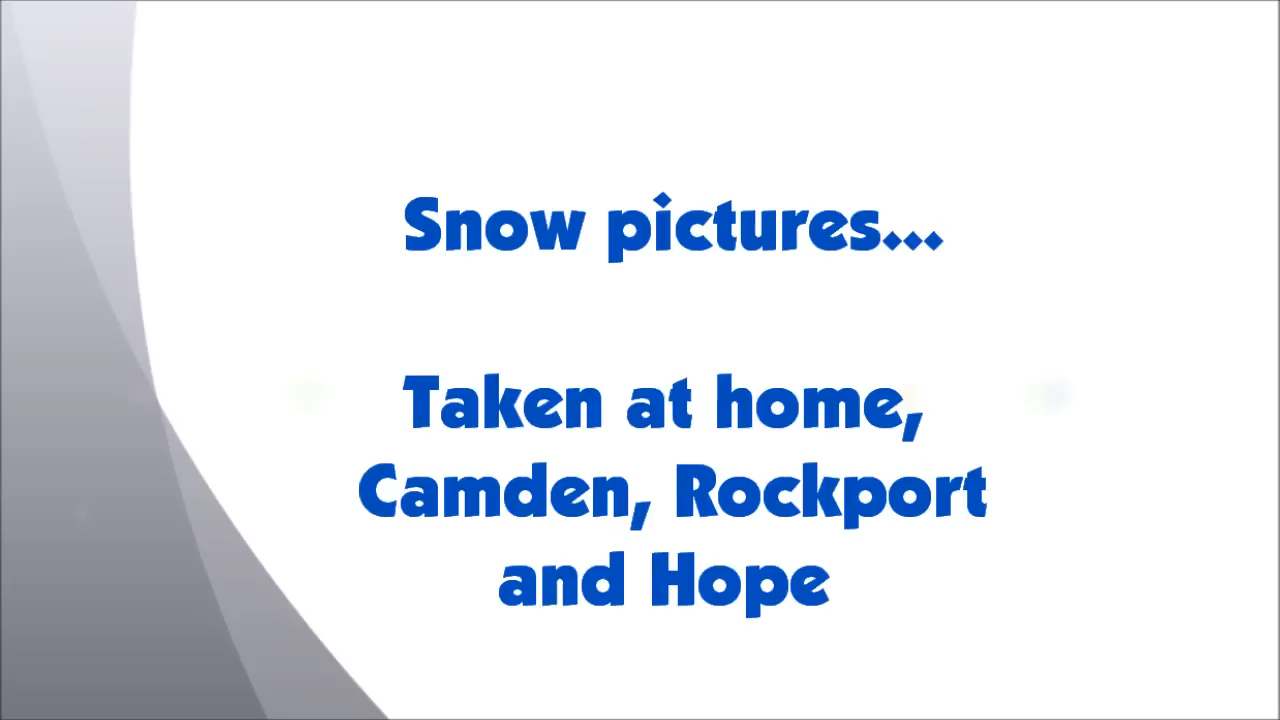 Snow pictures...
Taken at home,
Camden, Rockport
and Hope